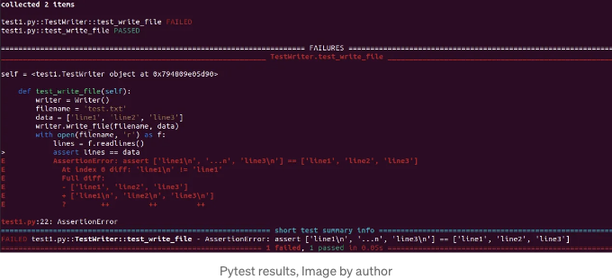 collected 2 items
test1.py::TestWriter::test_write_file FAILED
test1.py::test_write_file PASSED
=== FAILURES ===
___ TestWriter.test_write_file ___
self = <test1.TestWriter object at 0x794809e05d90>
def test_write_file(self):
writer = Writer()
filename = 'test.txt'
data = ['line1', 'line2', 'line3']
writer.write_file(filename, data)
with open(filename, 'r') as f:
lines = f.readlines()
> assert lines == data
E AssertionError: assert ['line1\n', '...n', 'line3\n'] == ['line1', 'line2', 'line3']
E At index 0 diff: 'line1\n' != 'line1'
E Full diff:
E - ['line1', 'line2', 'line3']
E + ['line1\n', 'line2\n', 'line3\n']
E ? ++ ++ ++
test1.py:22: AssertionError
=== short test summary info ===
FAILED test1.py::TestWriter::test_write_file - AssertionError: assert ['line1\n', '...n', 'line3\n'] == ['line1', 'line2', 'line3']
=== 1 failed, 1 passed in 0.05s ===
Pytest results, Image by author